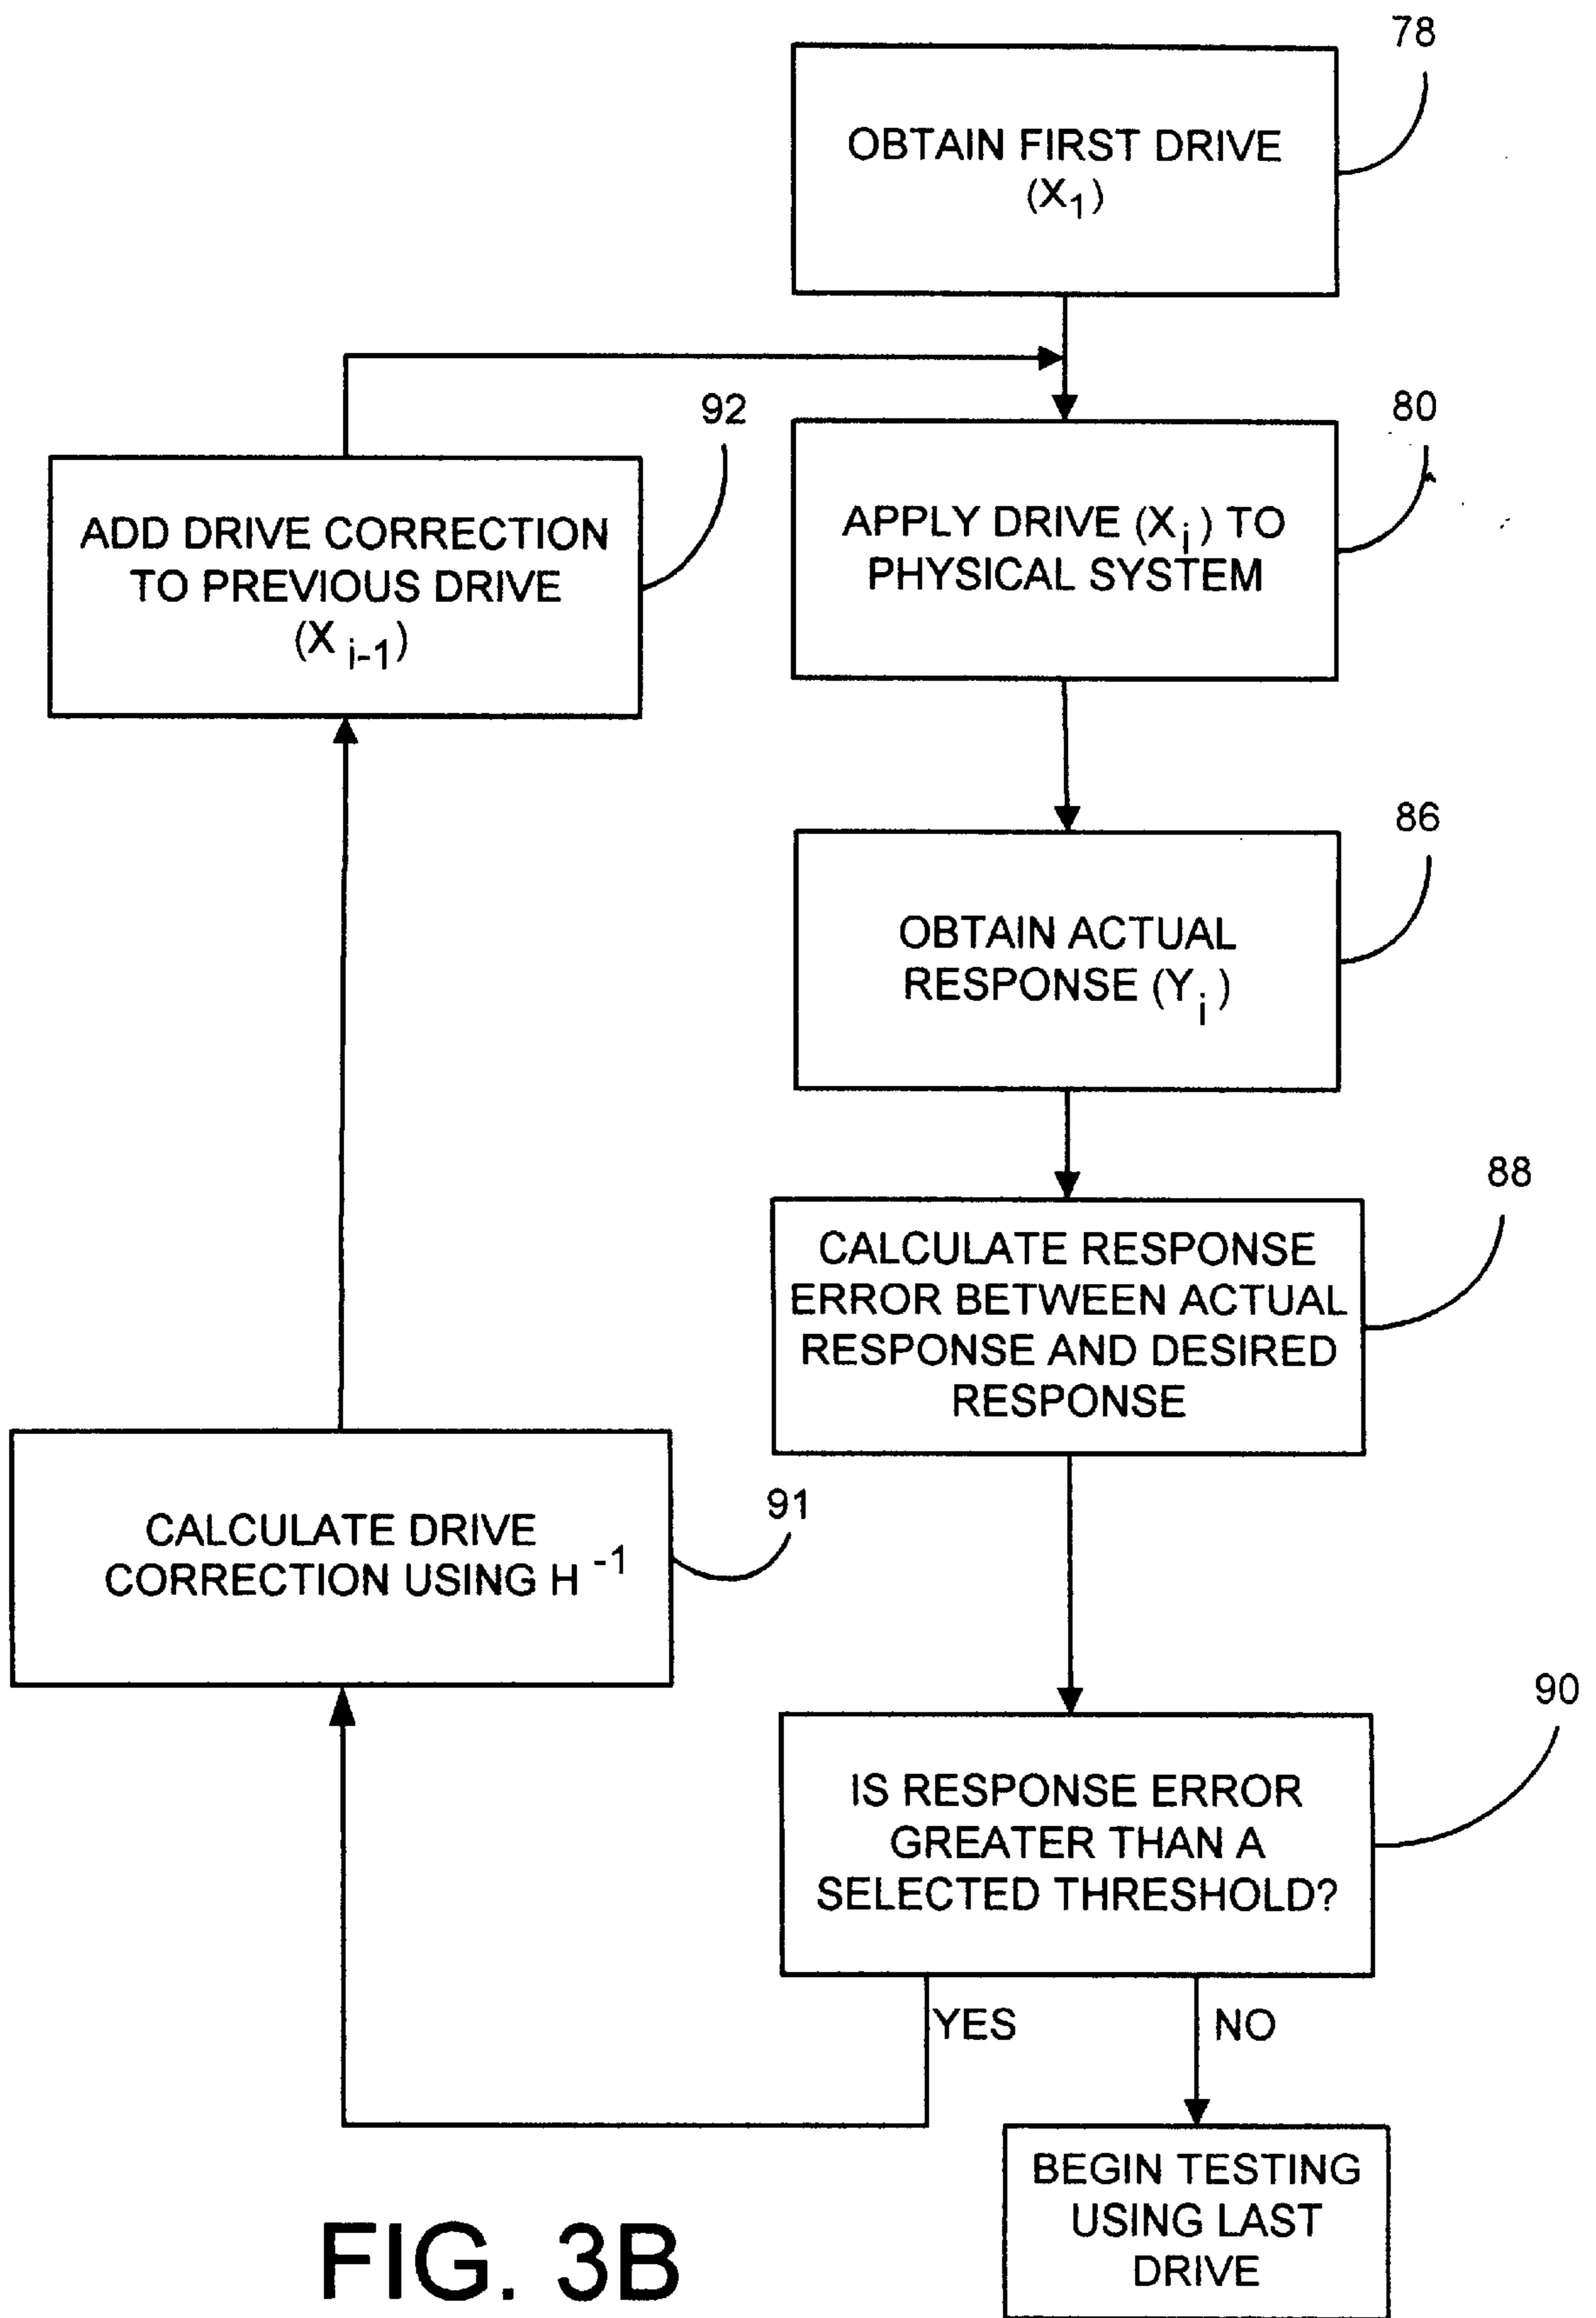 78
OBTAIN FIRST DRIVE
(X1)
92
80
ADD DRIVE CORRECTION
TO PREVIOUS DRIVE
(X i-1)
APPLY DRIVE (Xi) TO
PHYSICAL SYSTEM
86
OBTAIN ACTUAL
RESPONSE (Yi)
88
CALCULATE RESPONSE
ERROR BETWEEN ACTUAL
RESPONSE AND DESIRED
RESPONSE
91
CALCULATE DRIVE
CORRECTION USING H -1
90
IS RESPONSE ERROR
GREATER THAN A
SELECTED THRESHOLD?
YES
NO
BEGIN TESTING
USING LAST
DRIVE
FIG. 3B